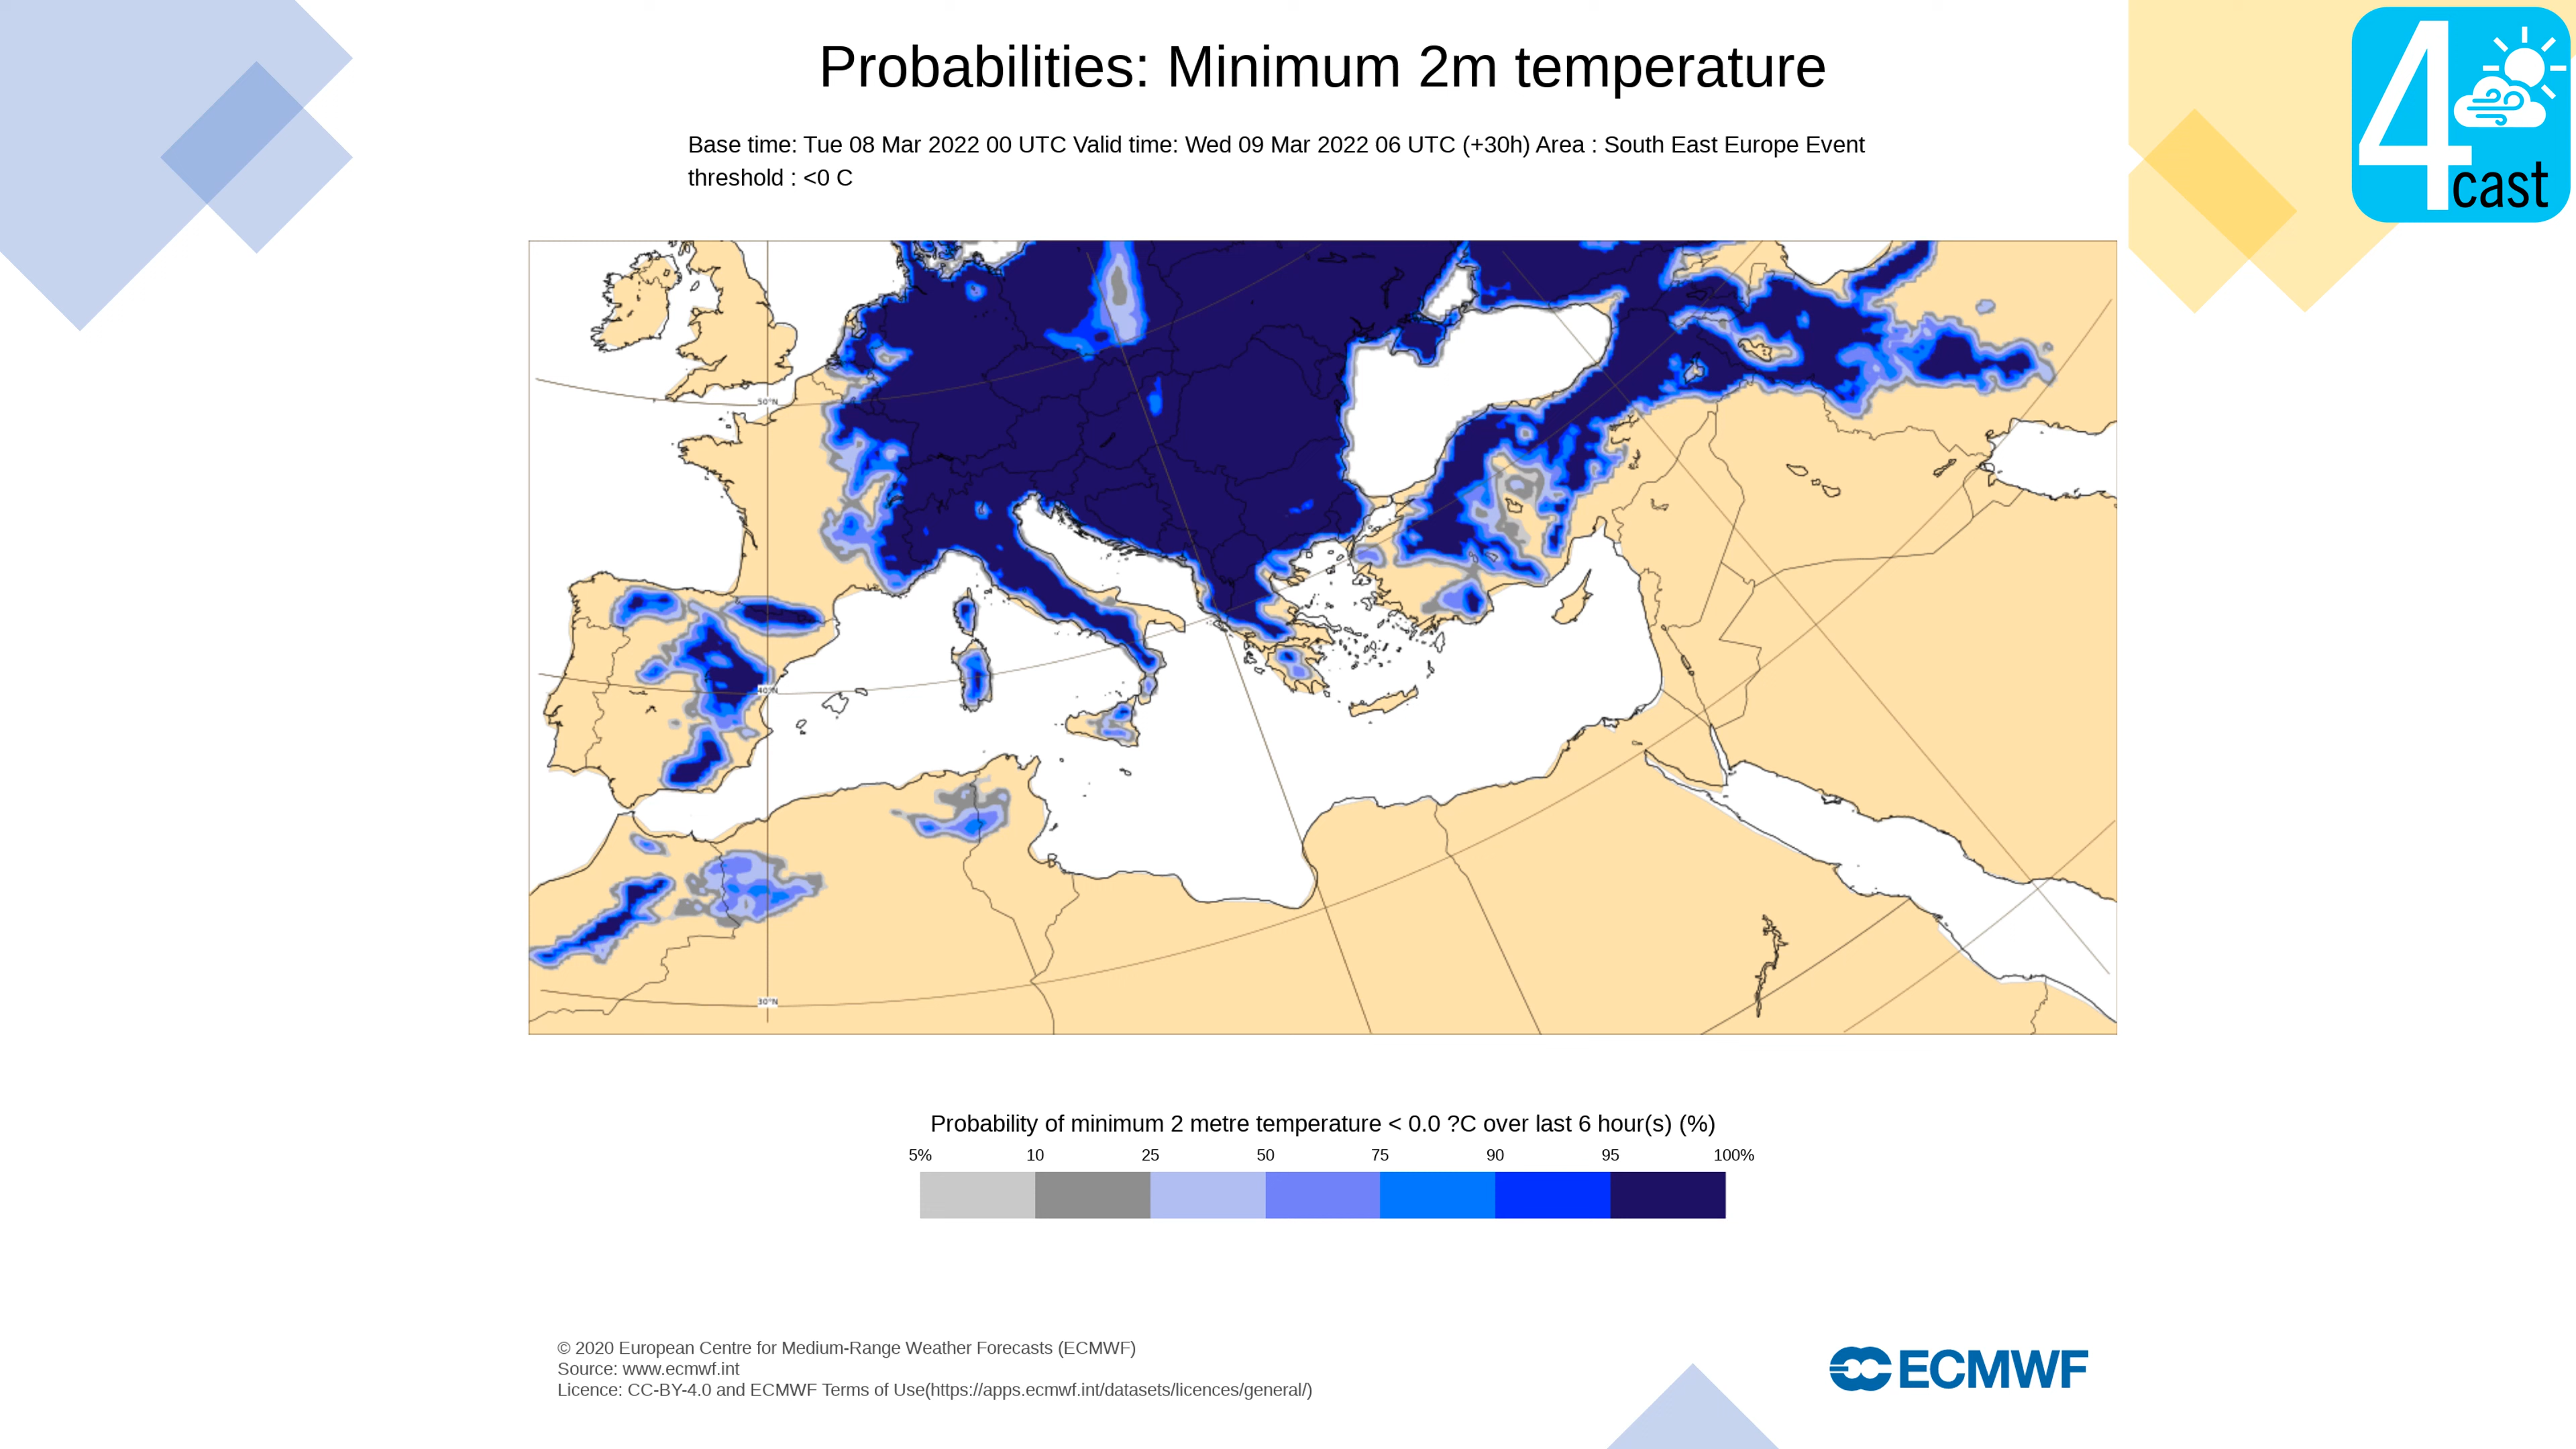 Probabilities: Minimum 2m temperature
4cast
Base time: Tue 08 Mar 2022 00 UTC Valid time: Wed 09 Mar 2022 06 UTC (+30h) Area : South East Europe Event
threshold : <0 C
50°N
40°N
30°N
Probability of minimum 2 metre temperature < 0.0 ?C over last 6 hour(s) (%)
5% 10 25 50 75 90 95 100%
© 2020 European Centre for Medium-Range Weather Forecasts (ECMWF)
Source: www.ecmwf.int
Licence: CC-BY-4.0 and ECMWF Terms of Use(https://apps.ecmwf.int/datasets/licences/general/)
ECMWF